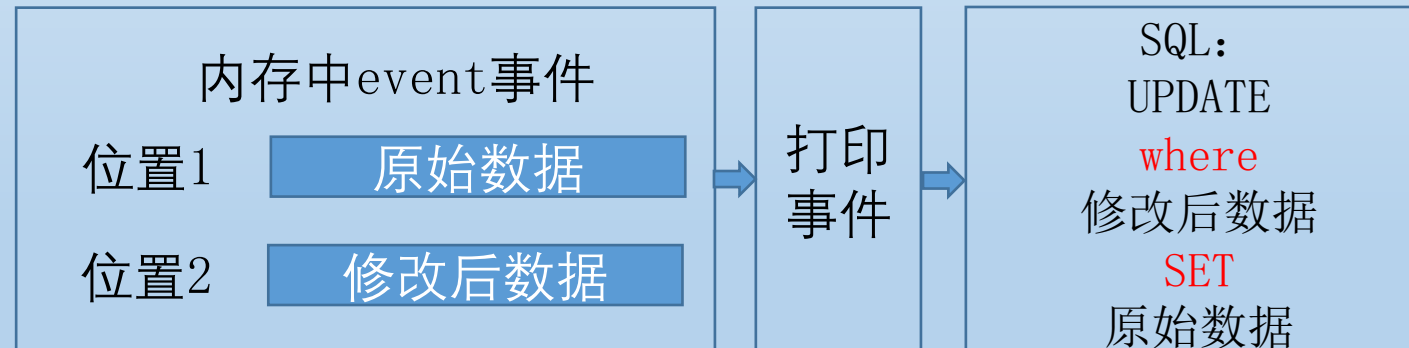 内存中event事件
位置1
原始数据
位置2
修改后数据
打印
事件
SQL:
UPDATE
where
修改后数据
SET
原始数据